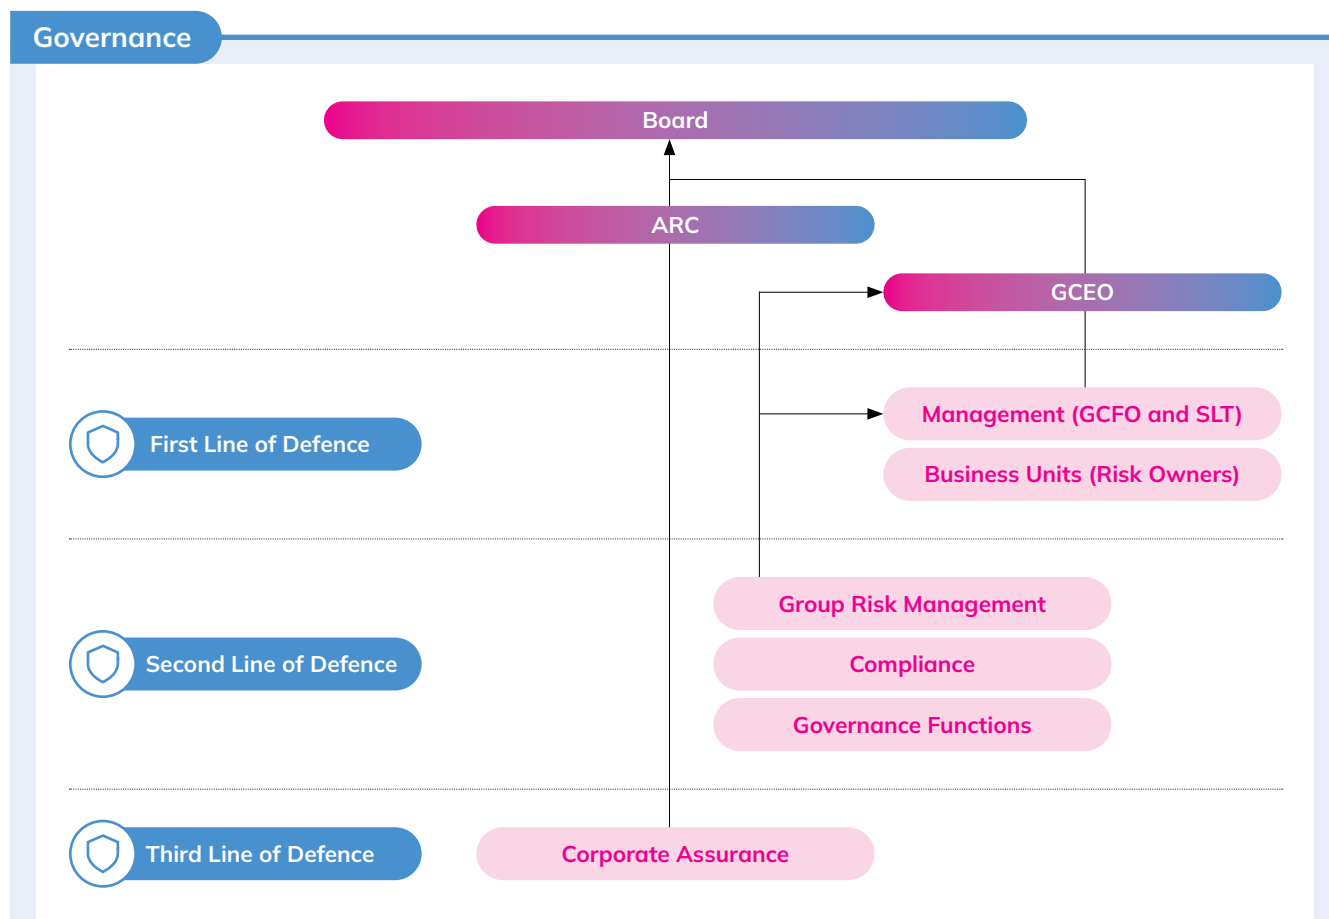 Governance
Board
ARC
GCEO
First Line of Defence
Management (GCFO and SLT)
Business Units (Risk Owners)
Second Line of Defence
Group Risk Management
Compliance
Governance Functions
Third Line of Defence
Corporate Assurance